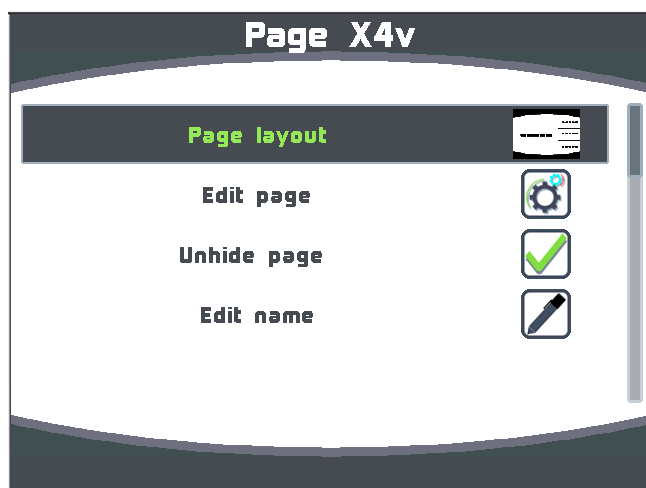 Page X4v
Page layout
Edit page
Unhide page
Edit name